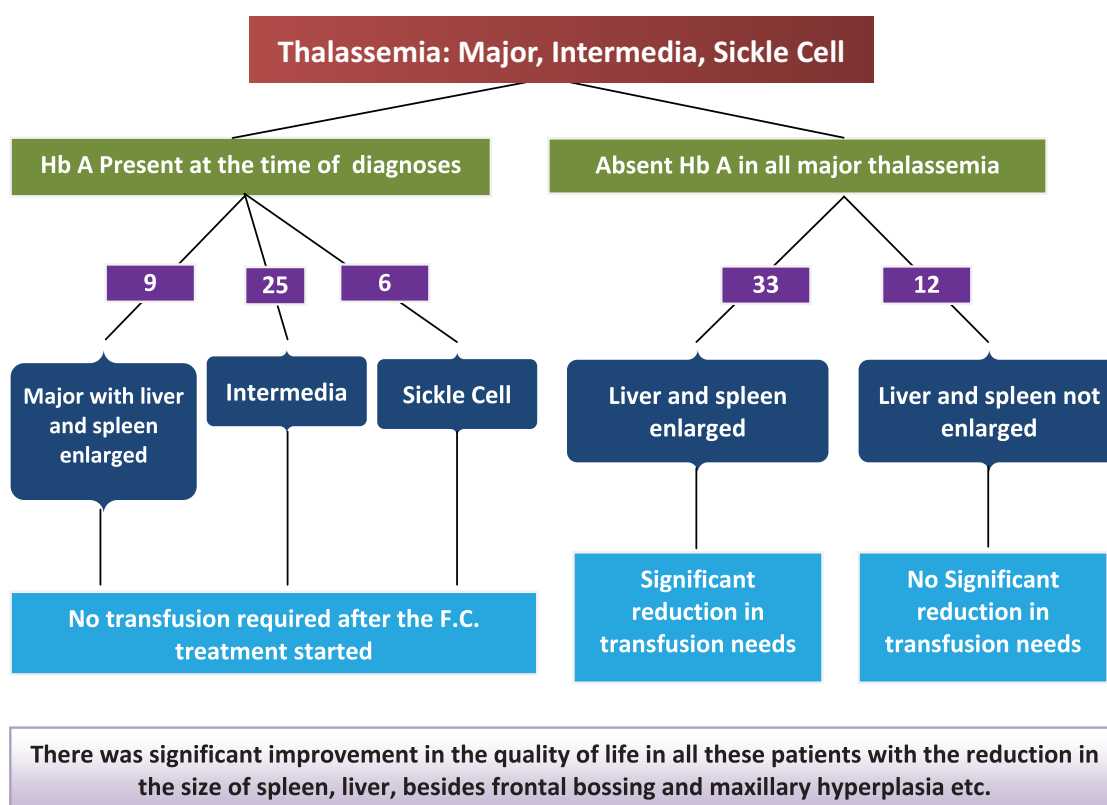 Thalassemia: Major, Intermedia, Sickle Cell
Hb A Present at the time of diagnoses
Absent Hb A in all major thalassemia
9
25
6
33
12
Major with liver
and spleen
enlarged
Intermedia
Sickle Cell
Liver and spleen
enlarged
Liver and spleen not
enlarged
No transfusion required after the F.C.
treatment started
Significant
reduction in
transfusion needs
No Significant
reduction in
transfusion needs
There was significant improvement in the quality of life in all these patients with the reduction in
the size of spleen, liver, besides frontal bossing and maxillary hyperplasia etc.